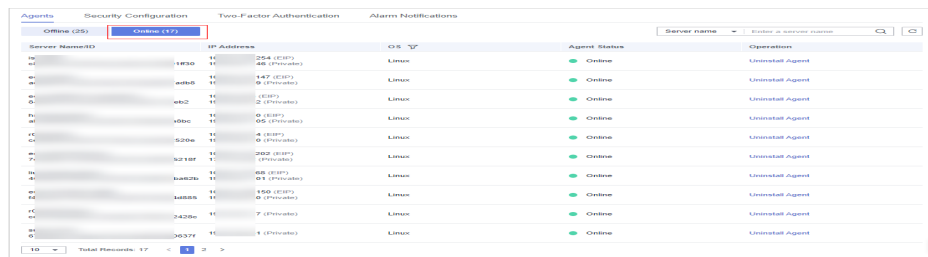 Agents Security Configuration Two-Factor Authentication Alarm Notifications
Offline (25) Online (17) Server name Enter a server name
Server Name/ID IP Address OS Agent Status Operation
254 (EIP)
1ff30 46 (Private) Linux Online Uninstall Agent
147 (EIP)
adb8 9 (Private) Linux Online Uninstall Agent
(EIP)
eb2 2 (Private) Linux Online Uninstall Agent
0 (EIP)
a8bc 05 (Private) Linux Online Uninstall Agent
4 (EIP)
520e 0 (Private) Linux Online Uninstall Agent
202 (EIP)
5218f (Private) Linux Online Uninstall Agent
68 (EIP)
ba62b 01 (Private) Linux Online Uninstall Agent
150 (EIP)
4d885 0 (Private) Linux Online Uninstall Agent
2428c 7 (Private) Linux Online Uninstall Agent
0637f 1 (Private) Linux Online Uninstall Agent
10 Total Records: 17 < 1 2 >